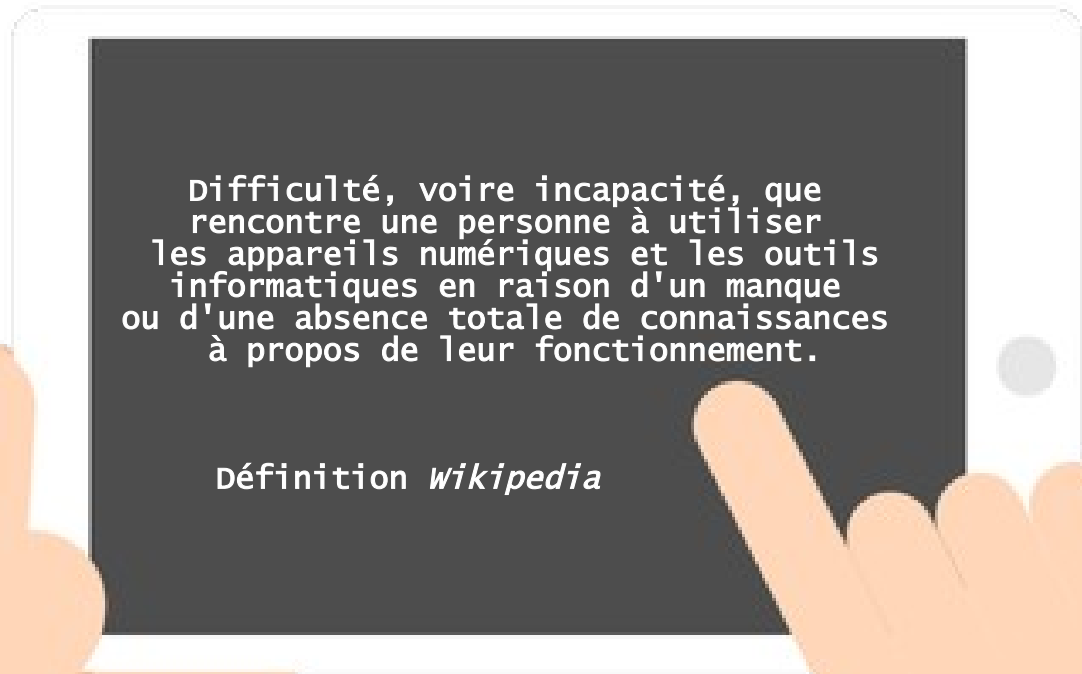 Difficulté, voire incapacité, que
rencontre une personne à utiliser
les appareils numériques et les outils
informatiques en raison d'un manque
ou d'une absence totale de connaissances
à propos de leur fonctionnement.
Définition Wikipedia